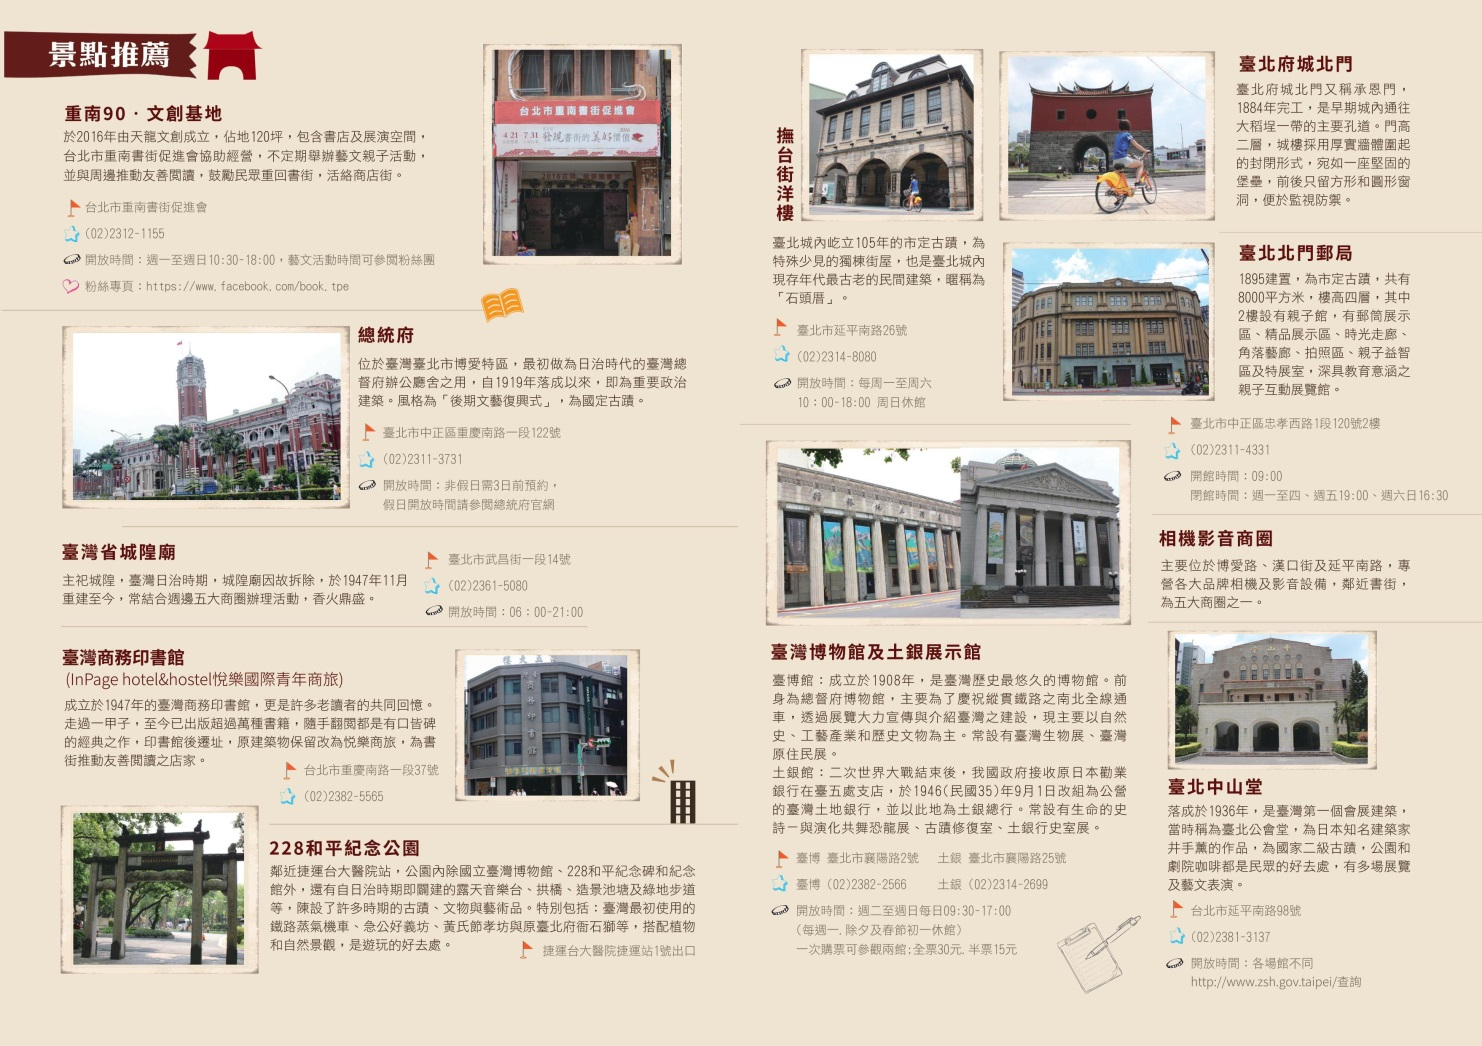 景點推薦
重南90．文創基地
於2016年由天龍文創成立，佔地120坪，包含書店及展演空間，
台北市重南書街促進會協助經營，不定期舉辦藝文親子活動，
並與周邊推動友善閱讀，鼓勵民眾重回書街，活絡商店街。
台北市重南書街促進會
(02)2312-1155
開放時間：週一至週日10:30-18:00，藝文活動時間可參閱粉絲團
粉絲專頁：https://www.facebook.com/book.tpe
台北市重南書街促進會
4.21 7.31 發現書街的美好價值
總統府
位於臺灣臺北市博愛特區，最初做為日治時代的臺灣總
督府辦公廳舍之用，自1919年落成以來，即為重要政治
建築。風格為「後期文藝復興式」，為國定古蹟。
臺北市中正區重慶南路一段122號
(02)2311-3731
開放時間：非假日需3日前預約，
假日開放時間請參閱總統府官網
臺灣省城隍廟
主祀城隍，臺灣日治時期，城隍廟因故拆除，於1947年11月
重建至今，常結合週邊五大商圈辦理活動，香火鼎盛。
臺北市武昌街一段14號
(02)2361-5080
開放時間：06：00-21:00
臺灣商務印書館
(InPage hotel&hostel悅樂國際青年商旅)
成立於1947年的臺灣商務印書館，更是許多老讀者的共同回憶。
走過一甲子，至今已出版超過萬種書籍，隨手翻閱都是有口皆碑
的經典之作，印書館後遷址，原建築物保留改為悅樂商旅，為書
街推動友善閱讀之店家。
台北市重慶南路一段37號
(02)2382-5565
228和平紀念公園
鄰近捷運台大醫院站，公園內除國立臺灣博物館、228和平紀念碑和紀念
館外，還有自日治時期即闢建的露天音樂台、拱橋、造景池塘及綠地步道
等，陳設了許多時期的古蹟、文物與藝術品。特別包括：臺灣最初使用的
鐵路蒸氣機車、急公好義坊、黃氏節孝坊與原臺北府衙石獅等，搭配植物
和自然景觀，是遊玩的好去處。
捷運台大醫院捷運站1號出口
撫台街洋樓
臺北城內屹立105年的市定古蹟，為
特殊少見的獨棟街屋，也是臺北城內
現存年代最古老的民間建築，暱稱為
「石頭厝」。
臺北市延平南路26號
(02)2314-8080
開放時間：每周一至周六
10：00-18:00 周日休館
臺北府城北門
臺北府城北門又稱承恩門，
1884年完工，是早期城內通往
大稻埕一帶的主要孔道。門高
二層，城樓採用厚實牆體圍起
的封閉形式，宛如一座堅固的
堡壘，前後只留方形和圓形窗
洞，便於監視防禦。
臺北北門郵局
1895建置，為市定古蹟，共有
8000平方米，樓高四層，其中
2樓設有親子館，有郵筒展示
區、精品展示區、時光走廊、
角落藝廊、拍照區、親子益智
區及特展室，深具教育意涵之
親子互動展覽館。
臺北市中正區忠孝西路1段120號2樓
(02)2311-4331
開館時間：09:00
閉館時間：週一至四、週五19:00、週六日16:30
臺灣博物館及土銀展示館
臺博館：成立於1908年，是臺灣歷史最悠久的博物館。前
身為總督府博物館，主要為了慶祝縱貫鐵路之南北全線通
車，透過展覽大力宣傳與介紹臺灣之建設，現主要以自然
史、工藝產業和歷史文物為主。常設有臺灣生物展、臺灣
原住民展。
土銀館：二次世界大戰結束後，我國政府接收原日本勸業
銀行在臺五處支店，於1946(民國35)年9月1日改組為公營
的臺灣土地銀行，並以此地為土銀總行。常設有生命的史
詩－與演化共舞恐龍展、古蹟修復室、土銀行史室展。
臺博 臺北市襄陽路2號 土銀 臺北市襄陽路25號
臺博 (02)2382-2566 土銀 (02)2314-2699
開放時間：週二至週日每日09:30-17:00
(每週一.除夕及春節初一休館)
一次購票可參觀兩館;全票30元.半票15元
相機影音商圈
主要位於博愛路、漢口街及延平南路，專
營各大品牌相機及影音設備，鄰近書街，
為五大商圈之一。
臺北中山堂
落成於1936年，是臺灣第一個會展建築，
當時稱為臺北公會堂，為日本知名建築家
井手薰的作品，為國家二級古蹟，公園和
劇院咖啡都是民眾的好去處，有多場展覽
及藝文表演。
台北市延平南路98號
(02)2381-3137
開放時間：各場館不同
http://www.zsh.gov.taipei/查詢